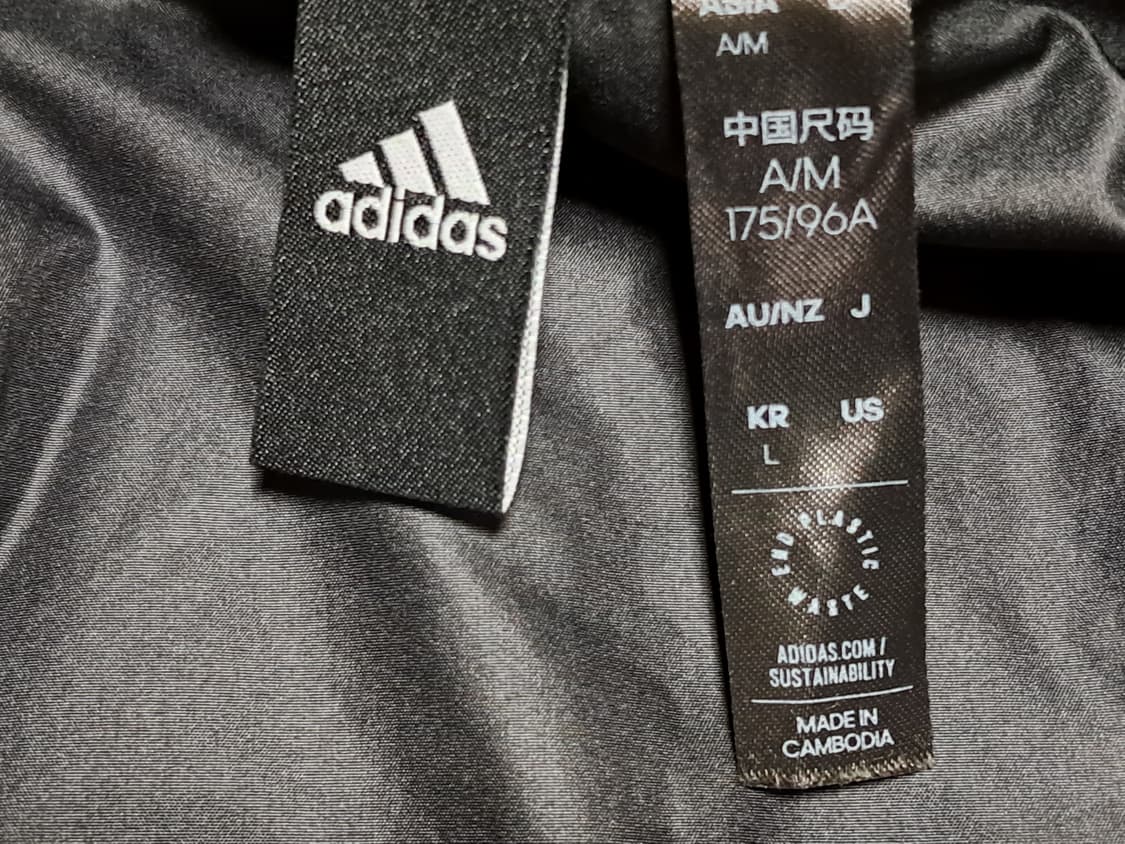 adidas
ASIA
A/M
中国尺码
A/M
175/96A
AU/NZ J
KR US
L
END PLASTIC WASTE
ADIDAS.COM /
SUSTAINABILITY
MADE IN
CAMBODIA